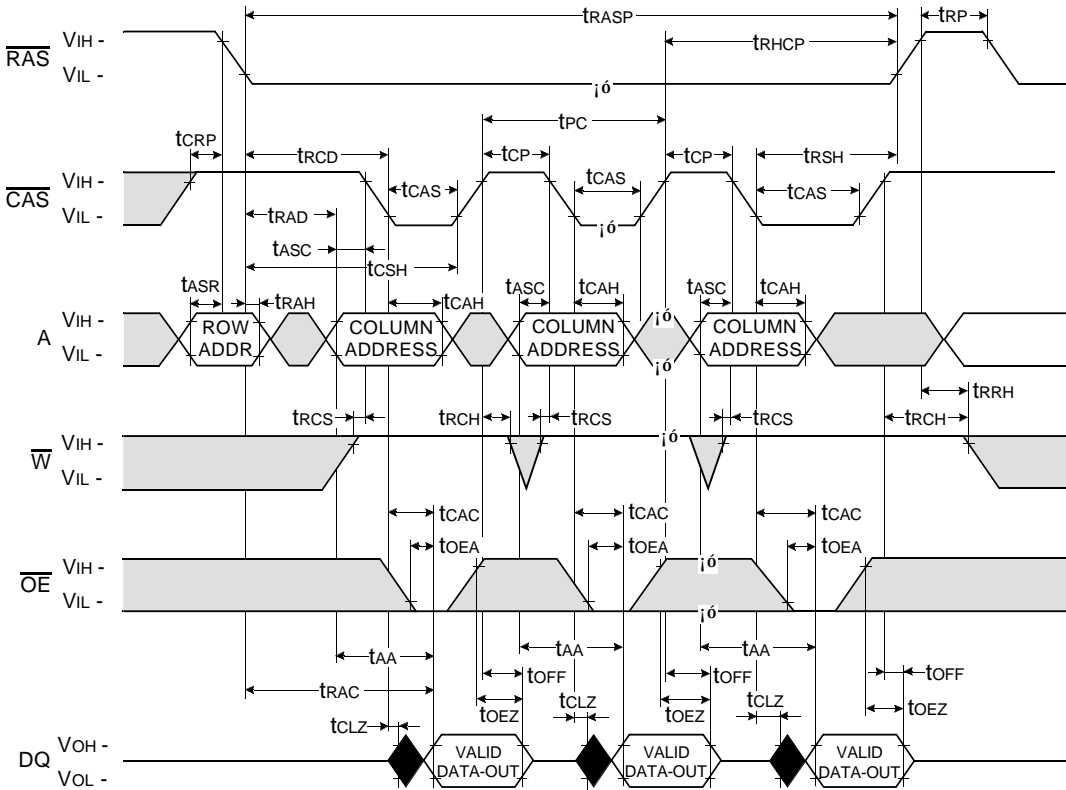 tRASP tRP
RAS VIH - tRHCP
VIL - ¡ó
tPC
tCRP tRCD tCP tCP tRSH
CAS VIH - tCAS tCAS tCAS
VIL - ¡ó
tRAD
tASC tCSH
tASR tRAH tCAH tASC tCAH tASC tCAH
A VIH - ROW COLUMN COLUMN ¡ó COLUMN
VIL - ADDR. ADDRESS ADDRESS ¡ó ADDRESS
tRRH
tRCS tRCH tRCS tRCS tRCH
W VIH - ¡ó
VIL -
tCAC tCAC tCAC
tOEA tOEA tOEA
OE VIH - ¡ó
VIL - ¡ó
tAA tAA tAA
tOFF tOFF tOFF
tRAC
tOEZ tOEZ tOEZ
tCLZ tCLZ tCLZ
DQ VOH - VALID VALID VALID
VOL - DATA-OUT DATA-OUT DATA-OUT